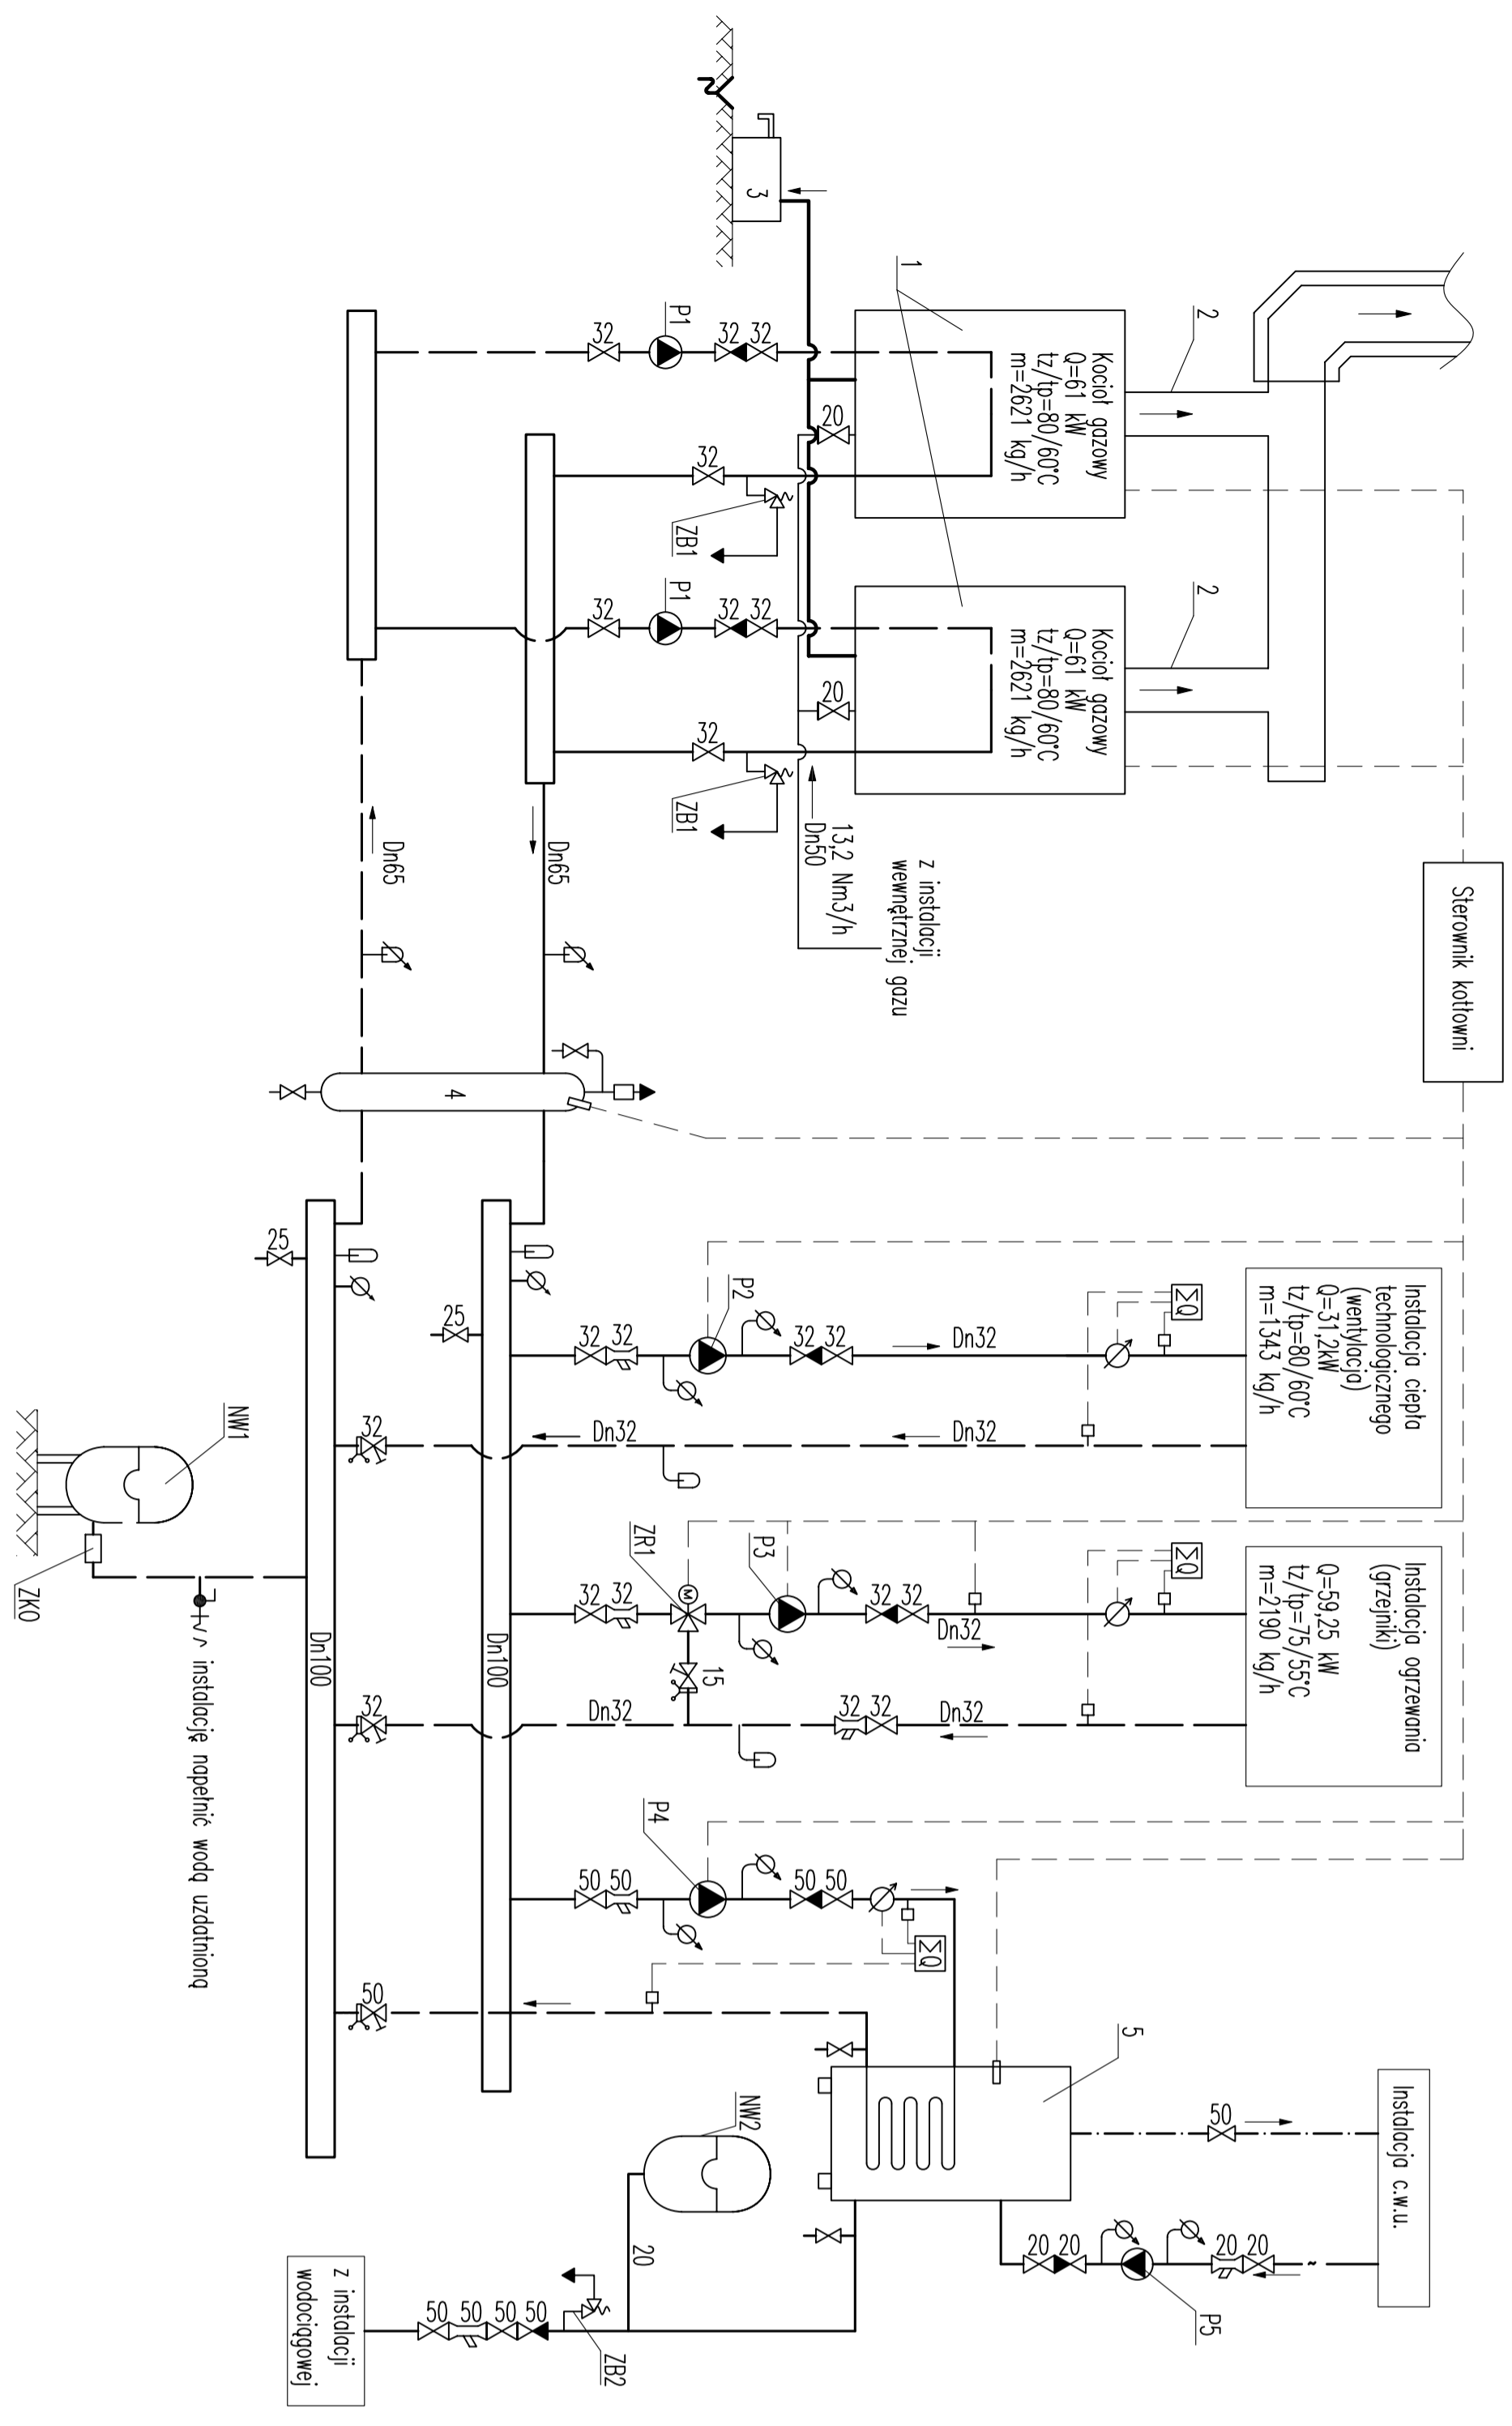 Sterownik kotłowni
Kocioł gazowy
Q=61 kW
tz/tp=80/60°C
m=2621 kg/h
Kocioł gazowy
Q=61 kW
tz/tp=80/60°C
m=2621 kg/h
Instalacja ciepła
technologicznego
(wentylacja)
Q=31,2kW
tz/tp=80/60°C
m=1343 kg/h
Instalacja ogrzewania
(grzejniki)
Q=59,25 kW
tz/tp=75/55°C
m=2190 kg/h
Instalacja c.w.u.
2
2
1
3
z instalacji
wewnętrznej gazu
13,2 Nm3/h
Dn50
20
20
32
32
32
P1
32
ZB1
32
32
32
P1
32
32
ZB1
Dn65
Dn65
4
25
25
ΣQ
Dn32
32
32
P2
32
32
Dn32
Dn32
32
ΣQ
Dn32
32
32
P3
ZR1
M
32
32
15
Dn32
32
32
Dn32
32
ΣQ
50
50
P4
50
50
50
5
50
20
20
20
20
P5
NW2
20
ZB2
50
50
50
50
z instalacji
wodociągowej
Dn100
Dn100
NW1
ZKO
instalację napełnić wodą uzdatnioną